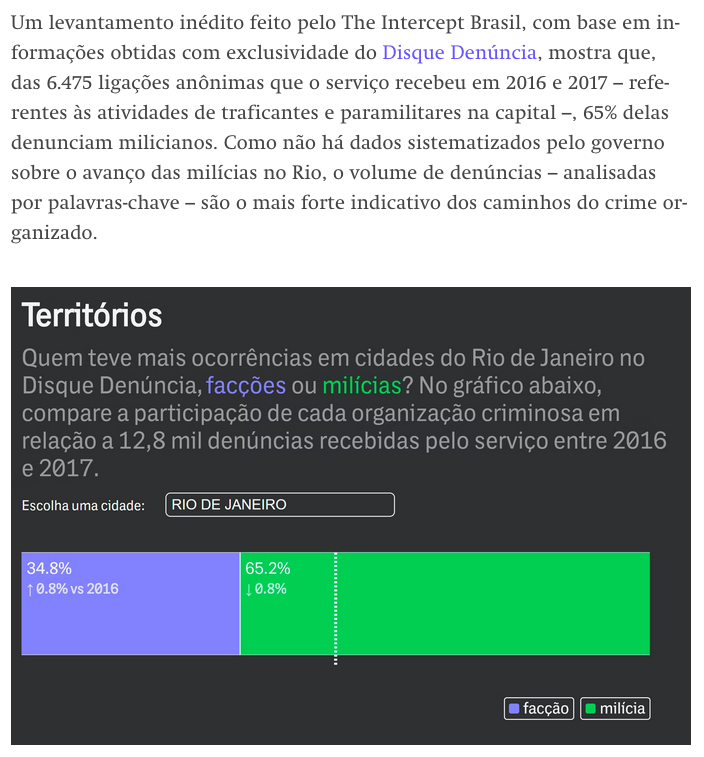 Um levantamento inédito feito pelo The Intercept Brasil, com base em in-
formações obtidas com exclusividade do Disque Denúncia, mostra que,
das 6.475 ligações anônimas que o serviço recebeu em 2016 e 2017 – refe-
rentes às atividades de traficantes e paramilitares na capital –, 65% delas
denunciam milicianos. Como não há dados sistematizados pelo governo
sobre o avanço das milícias no Rio, o volume de denúncias – analisadas
por palavras-chave – são o mais forte indicativo dos caminhos do crime or-
ganizado.
Territórios
Quem teve mais ocorrências em cidades do Rio de Janeiro no
Disque Denúncia, facções ou milícias? No gráfico abaixo,
compare a participação de cada organização criminosa em
relação a 12,8 mil denúncias recebidas pelo serviço entre 2016
e 2017.
Escolha uma cidade: RIO DE JANEIRO
34.8% 65.2%
↑ 0.8% vs 2016 ↓ 0.8%
facção milícia